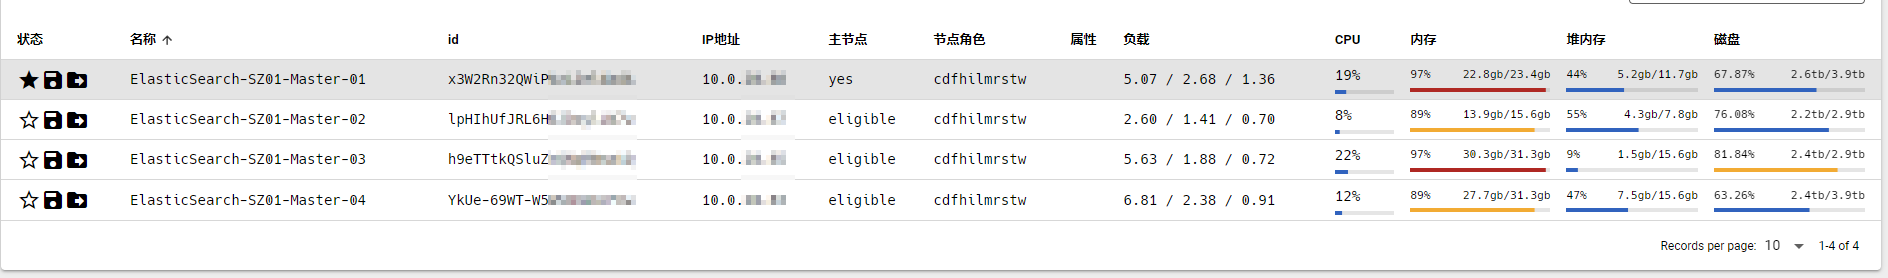 状态 名称 ↑ id IP地址 主节点 节点角色 属性 负载 CPU 内存 堆内存 磁盘
ElasticSearch-SZ01-Master-01 x3W2Rn32QWiP 10.0. yes cdfhilmrstw 5.07 / 2.68 / 1.36 19% 97% 22.8gb/23.4gb 44% 5.2gb/11.7gb 67.87% 2.6tb/3.9tb
ElasticSearch-SZ01-Master-02 lpHIhUfJRL6H 10.0. eligible cdfhilmrstw 2.60 / 1.41 / 0.70 8% 89% 13.9gb/15.6gb 55% 4.3gb/7.8gb 76.08% 2.2tb/2.9tb
ElasticSearch-SZ01-Master-03 h9eTTtkQSluZ 10.0. eligible cdfhilmrstw 5.63 / 1.88 / 0.72 22% 97% 30.3gb/31.3gb 9% 1.5gb/15.6gb 81.84% 2.4tb/2.9tb
ElasticSearch-SZ01-Master-04 YkUe-69WT-W5 10.0. eligible cdfhilmrstw 6.81 / 2.38 / 0.91 12% 89% 27.7gb/31.3gb 47% 7.5gb/15.6gb 63.26% 2.4tb/3.9tb
Records per page: 10 1-4 of 4